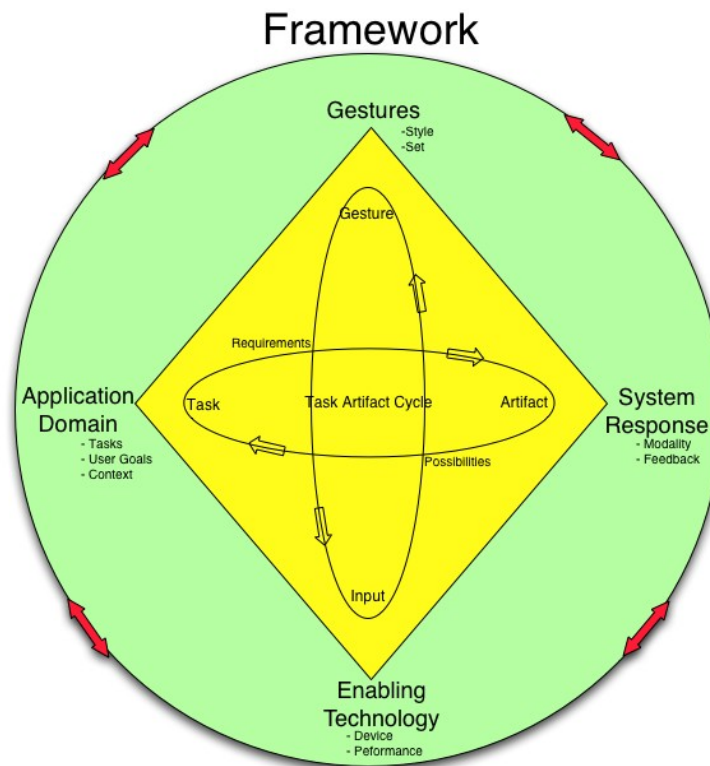 Framework
Gestures
-Style
-Set
Gesture
Requirements
Application
Domain
- Tasks
- User Goals
- Context
Task
Task Artifact Cycle
Artifact
System
Response
- Modality
- Feedback
Possibilities
Input
Enabling
Technology
- Device
- Peformance